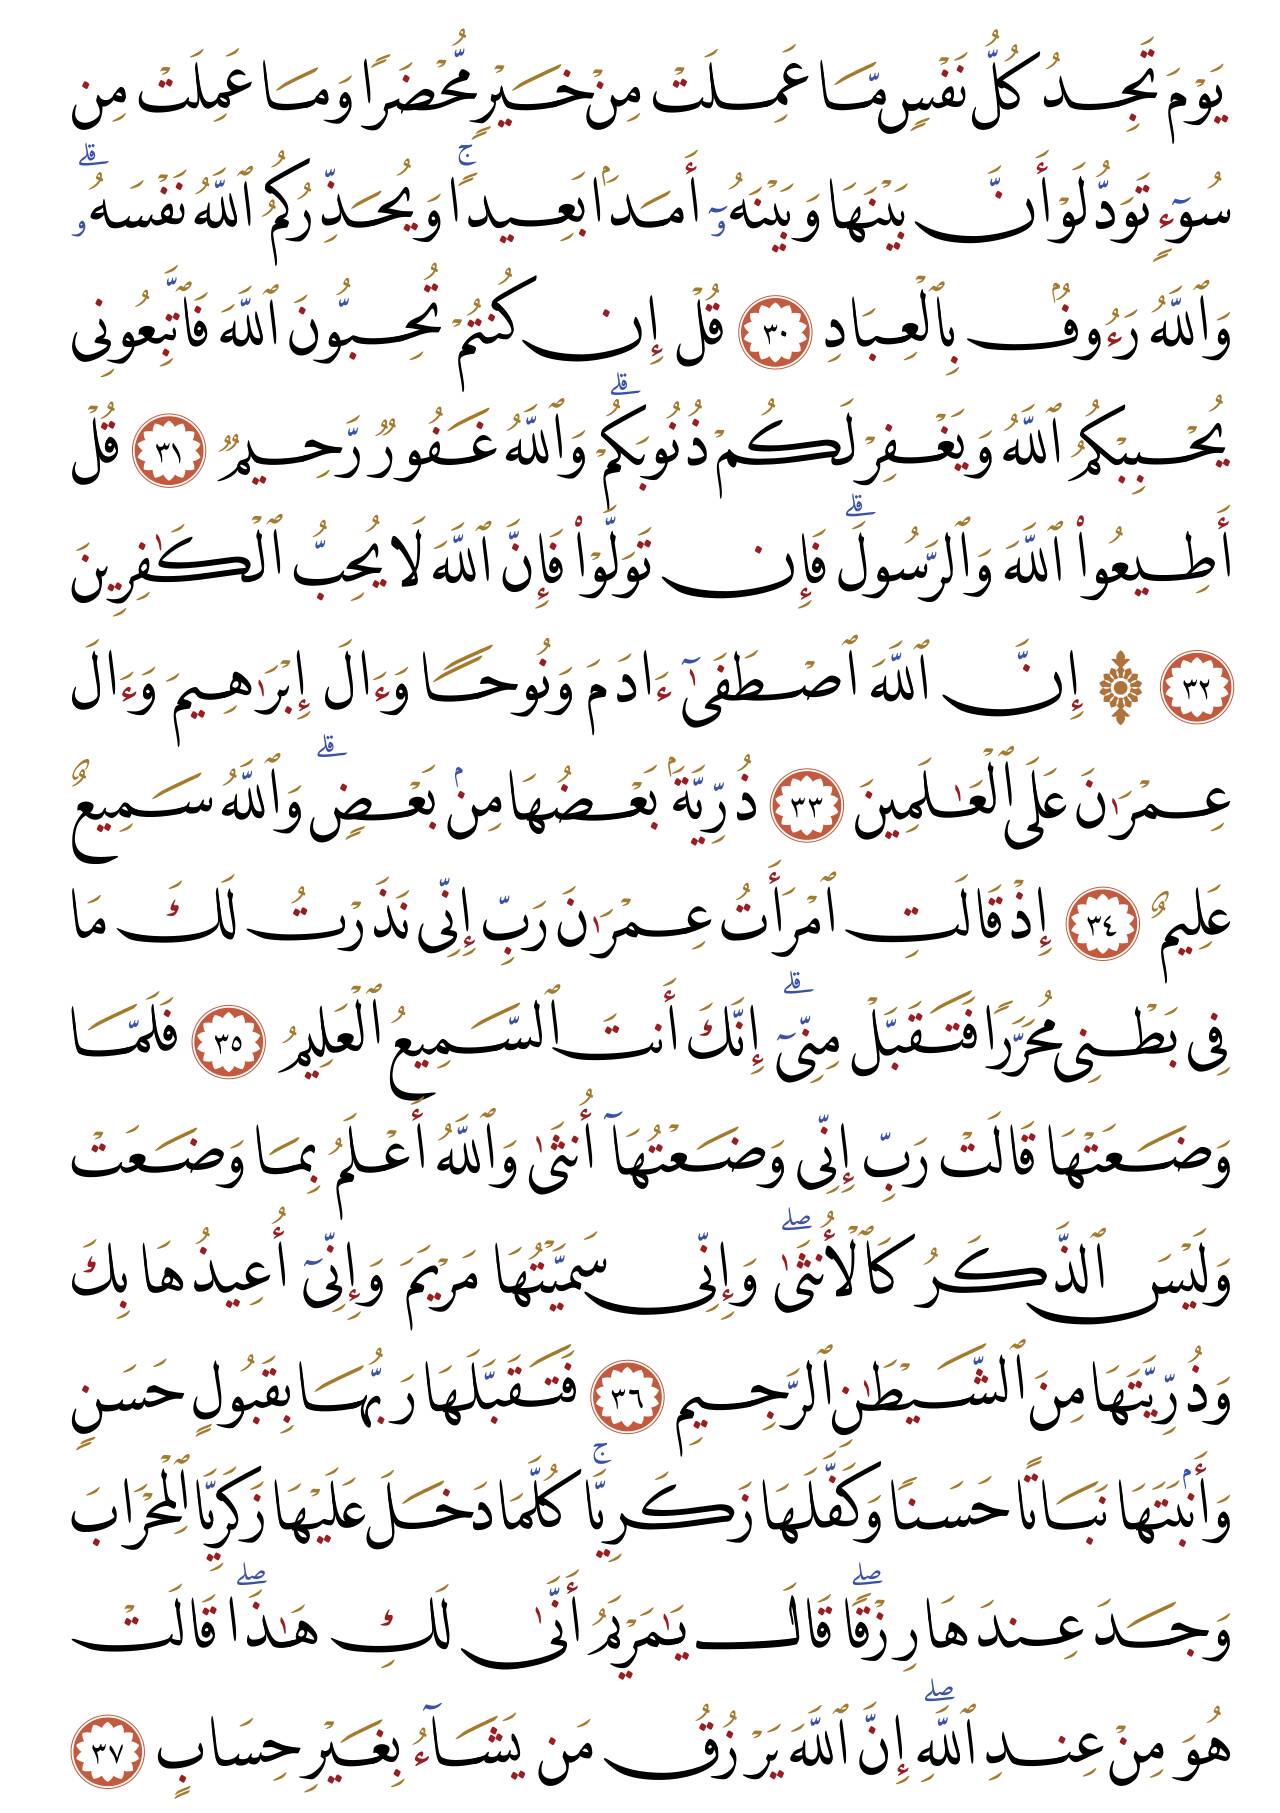 يَوۡمَ تَجِدُ كُلُّ نَفۡسٖ مَّا عَمِلَتۡ مِنۡ خَيۡرٖ مُّحۡضَرٗا وَمَا عَمِلَتۡ مِن
سُوٓءٖ تَوَدُّ لَوۡ أَنَّ بَيۡنَهَا وَبَيۡنَهُۥٓ أَمَدَۢا بَعِيدٗاۚ وَيُحَذِّرُكُمُ ٱللَّهُ نَفۡسَهُۥۗ
وَٱللَّهُ رَءُوفُۢ بِٱلۡعِبَادِ ٣٠ قُلۡ إِن كُنتُمۡ تُحِبُّونَ ٱللَّهَ فَٱتَّبِعُونِي
يُحۡبِبۡكُمُ ٱللَّهُ وَيَغۡفِرۡ لَكُمۡ ذُنُوبَكُمۡۗ وَٱللَّهُ غَفُورٞ رَّحِيمٞ ٣١ قُلۡ
أَطِيعُواْ ٱللَّهَ وَٱلرَّسُولَۖ فَإِن تَوَلَّوۡاْ فَإِنَّ ٱللَّهَ لَا يُحِبُّ ٱلۡكَٰفِرِينَ
٣٢ ۞ إِنَّ ٱللَّهَ ٱصۡطَفَىٰٓ ءَادَمَ وَنُوحٗا وَءَالَ إِبۡرَٰهِيمَ وَءَالَ
عِمۡرَٰنَ عَلَى ٱلۡعَٰلَمِينَ ٣٣ ذُرِّيَّةَۢ بَعۡضُهَا مِنۢ بَعۡضٖۗ وَٱللَّهُ سَمِيعٌ
عَلِيمٌ ٣٤ إِذۡ قَالَتِ ٱمۡرَأَتُ عِمۡرَٰنَ رَبِّ إِنِّي نَذَرۡتُ لَكَ مَا
فِي بَطۡنِي مُحَرَّرٗا فَتَقَبَّلۡ مِنِّيٓۗ إِنَّكَ أَنتَ ٱلسَّمِيعُ ٱلۡعَلِيمُ ٣٥ فَلَمَّا
وَضَعَتۡهَا قَالَتۡ رَبِّ إِنِّي وَضَعۡتُهَآ أُنثَىٰ وَٱللَّهُ أَعۡلَمُ بِمَا وَضَعَتۡ
وَلَيۡسَ ٱلذَّكَرُ كَٱلۡأُنثَىٰۖ وَإِنِّي سَمَّيۡتُهَا مَرۡيَمَ وَإِنِّيٓ أُعِيذُهَا بِكَ
وَذُرِّيَّتَهَا مِنَ ٱلشَّيۡطَٰنِ ٱلرَّجِيمِ ٣٦ فَتَقَبَّلَهَا رَبُّهَا بِقَبُولٍ حَسَنٖ
وَأَنۢبَتَهَا نَبَاتًا حَسَنٗا وَكَفَّلَهَا زَكَرِيَّاۚ كُلَّمَا دَخَلَ عَلَيۡهَا زَكَرِيَّا ٱلۡمِحۡرَابَ
وَجَدَ عِندَهَا رِزۡقٗاۖ قَالَ يَٰمَرۡيَمُ أَنَّىٰ لَكِ هَٰذَاۖ قَالَتۡ
هُوَ مِنۡ عِندِ ٱللَّهِۖ إِنَّ ٱللَّهَ يَرۡزُقُ مَن يَشَآءُ بِغَيۡرِ حِسَابٍ ٣٧